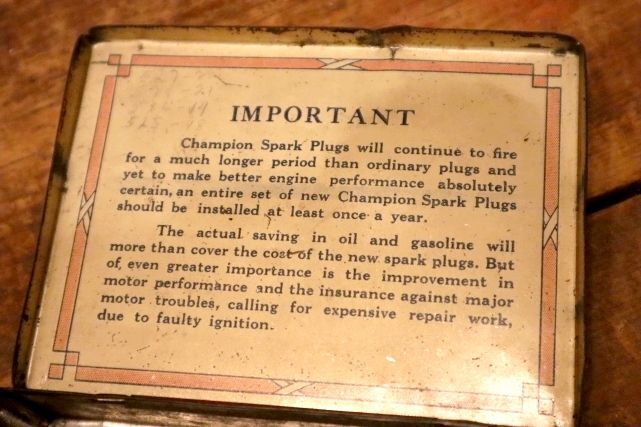 IMPORTANT
Champion Spark Plugs will continue to fire
for a much longer period than ordinary plugs and
yet to make better engine performance absolutely
certain, an entire set of new Champion Spark Plugs
should be installed at least once a year.
The actual saving in oil and gasoline will
more than cover the cost of the new spark plugs. But
of even greater importance is the improvement in
motor performance and the insurance against major
motor troubles, calling for expensive repair work,
due to faulty ignition.